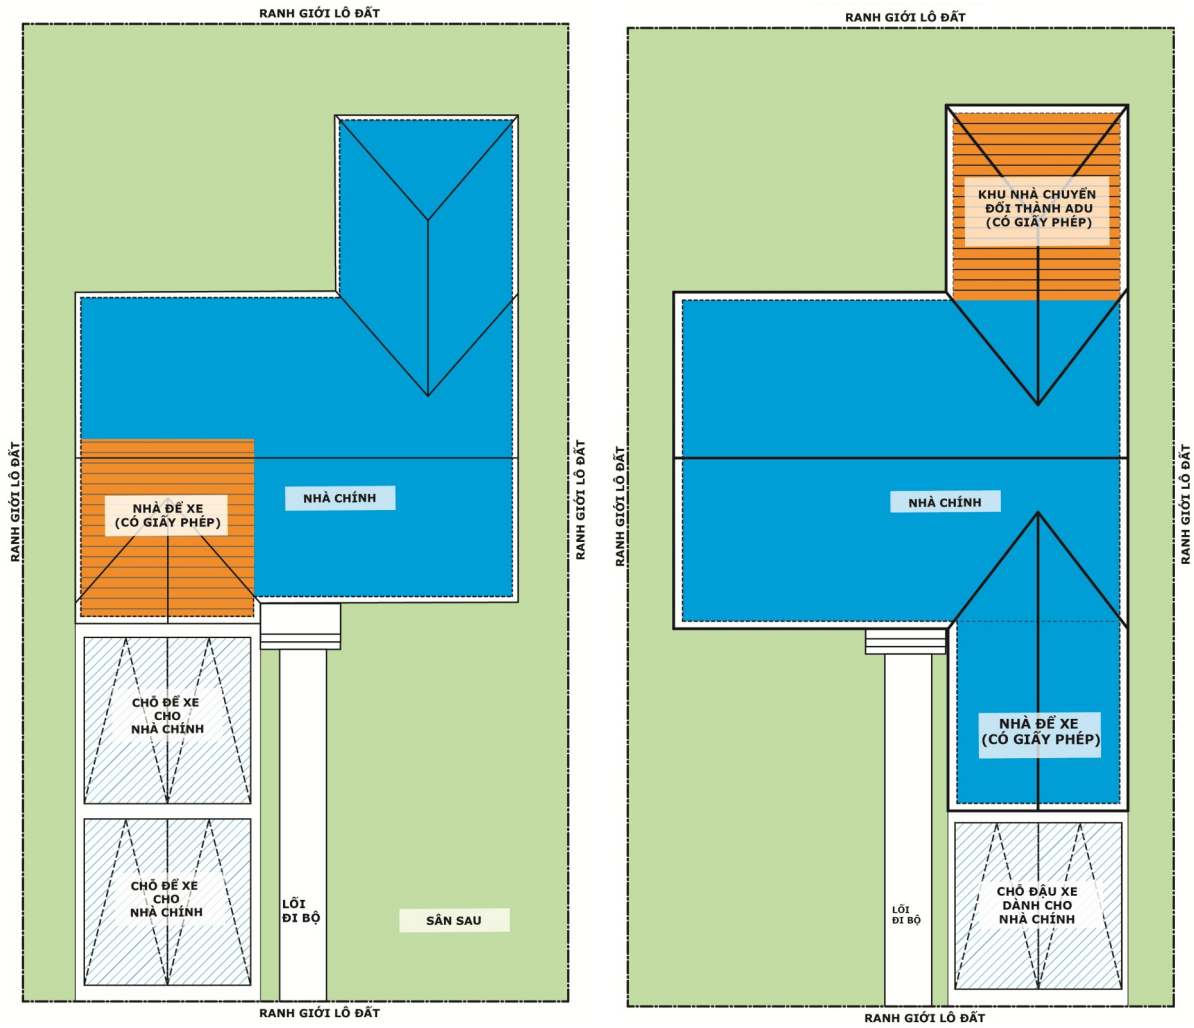 RANH GIỚI LÔ ĐẤT
RANH GIỚI LÔ ĐẤT
RANH GIỚI LÔ ĐẤT
NHÀ ĐỂ XE
(CÓ GIẤY PHÉP)
NHÀ CHÍNH
CHỖ ĐỂ XE
CHO
NHÀ CHÍNH
CHỖ ĐỂ XE
CHO
NHÀ CHÍNH
LỐI
ĐI BỘ
SÂN SAU
RANH GIỚI LÔ ĐẤT
RANH GIỚI LÔ ĐẤT
RANH GIỚI LÔ ĐẤT
KHU NHÀ CHUYỂN
ĐỔI THÀNH ADU
(CÓ GIẤY PHÉP)
RANH GIỚI LÔ ĐẤT
NHÀ CHÍNH
NHÀ ĐỂ XE
(CÓ GIẤY PHÉP)
CHỖ ĐẬU XE
DÀNH CHO
NHÀ CHÍNH
LỐI
ĐI BỘ
RANH GIỚI LÔ ĐẤT